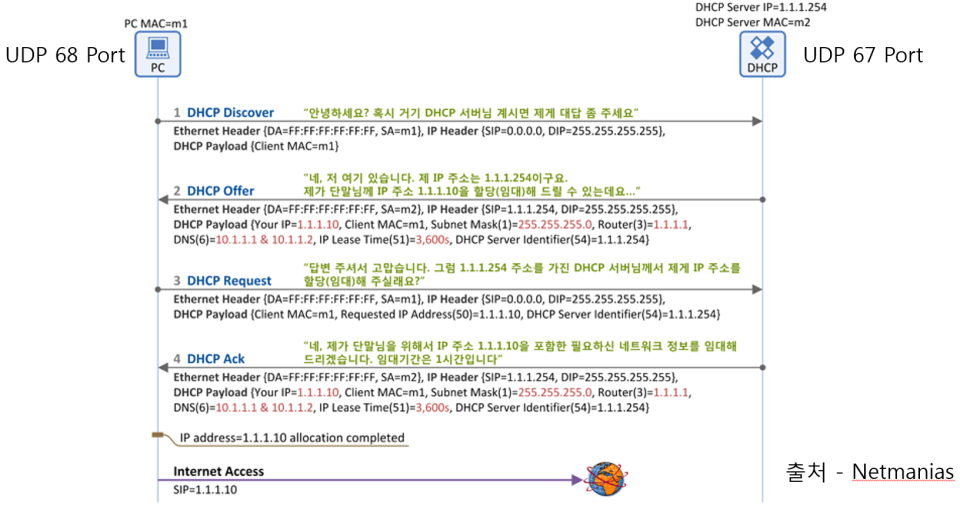 DHCP Server IP=1.1.1.254
PC MAC=m1
DHCP Server MAC=m2
UDP 68 Port
PC
DHCP
UDP 67 Port
1 DHCP Discover "안녕하세요? 혹시 거기 DHCP 서버님 계시면 제게 대답 좀 주세요"
Ethernet Header {DA=FF:FF:FF:FF:FF:FF, SA=m1}, IP Header {SIP=0.0.0.0, DIP=255.255.255.255},
DHCP Payload {Client MAC=m1}
"네, 저 여기 있습니다. 제 IP 주소는 1.1.1.254이구요.
2 DHCP Offer 제가 단말님께 IP 주소 1.1.1.10을 할당(임대)해 드릴 수 있는데요..."
Ethernet Header {DA=FF:FF:FF:FF:FF:FF, SA=m2}, IP Header {SIP=1.1.1.254, DIP=255.255.255.255},
DHCP Payload {Your IP=1.1.1.10, Client MAC=m1, Subnet Mask(1)=255.255.255.0, Router(3)=1.1.1.1,
DNS(6)=10.1.1.1 & 10.1.1.2, IP Lease Time(51)=3,600s, DHCP Server Identifier(54)=1.1.1.254}
"답변 주셔서 고맙습니다. 그럼 1.1.1.254 주소를 가진 DHCP 서버님께서 제게 IP 주소를
3 DHCP Request 할당(임대)해 주실래요?"
Ethernet Header {DA=FF:FF:FF:FF:FF:FF, SA=m1}, IP Header {SIP=0.0.0.0, DIP=255.255.255.255},
DHCP Payload {Client MAC=m1, Requested IP Address(50)=1.1.1.10, DHCP Server Identifier(54)=1.1.1.254}
"네, 제가 단말님을 위해서 IP 주소 1.1.1.10을 포함한 필요하신 네트워크 정보를 임대해
4 DHCP Ack 드리겠습니다. 임대기간은 1시간입니다"
Ethernet Header {DA=FF:FF:FF:FF:FF:FF, SA=m2}, IP Header {SIP=1.1.1.254, DIP=255.255.255.255},
DHCP Payload {Your IP=1.1.1.10, Client MAC=m1, Subnet Mask(1)=255.255.255.0, Router(3)=1.1.1.1,
DNS(6)=10.1.1.1 & 10.1.1.2, IP Lease Time(51)=3,600s, DHCP Server Identifier(54)=1.1.1.254}
IP address=1.1.1.10 allocation completed
Internet Access
SIP=1.1.1.10
출처 - Netmanias